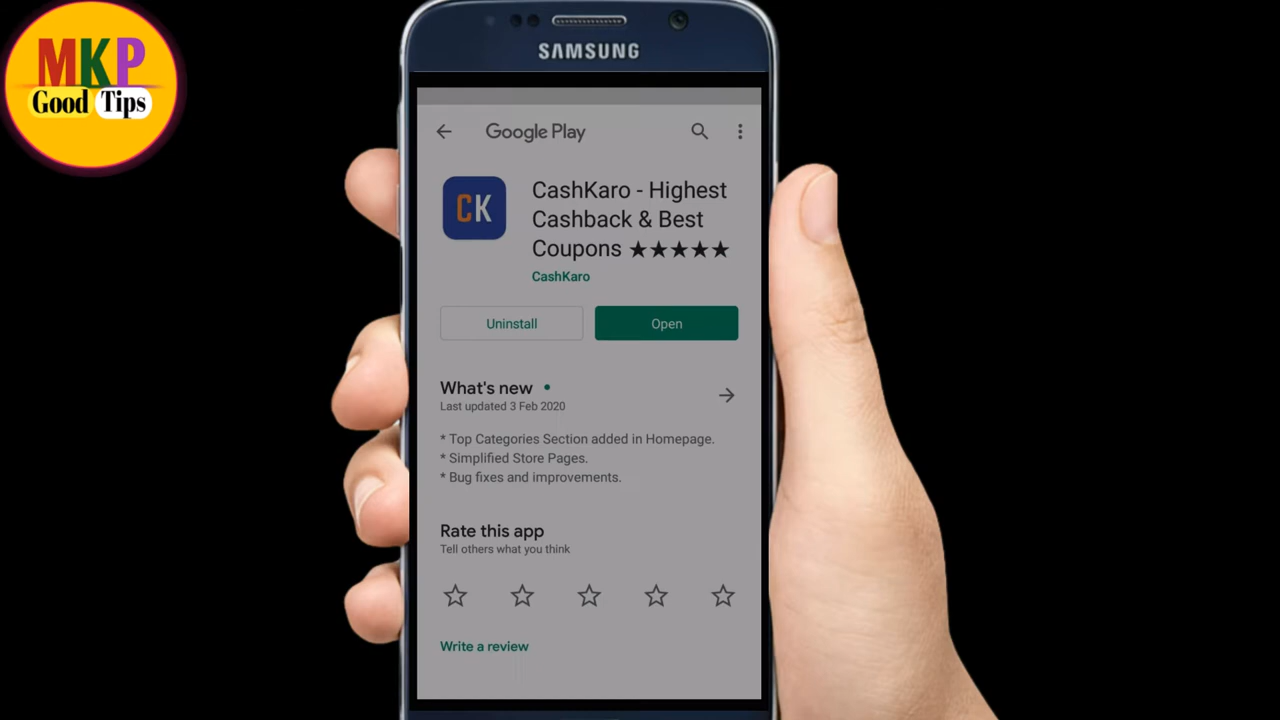 MKP
Good Tips
SAMSUNG
Google Play
CK
CashKaro - Highest
Cashback & Best
Coupons ★★★★★
CashKaro
Uninstall
Open
What's new
Last updated 3 Feb 2020
* Top Categories Section added in Homepage.
* Simplified Store Pages.
* Bug fixes and improvements.
Rate this app
Tell others what you think
Write a review